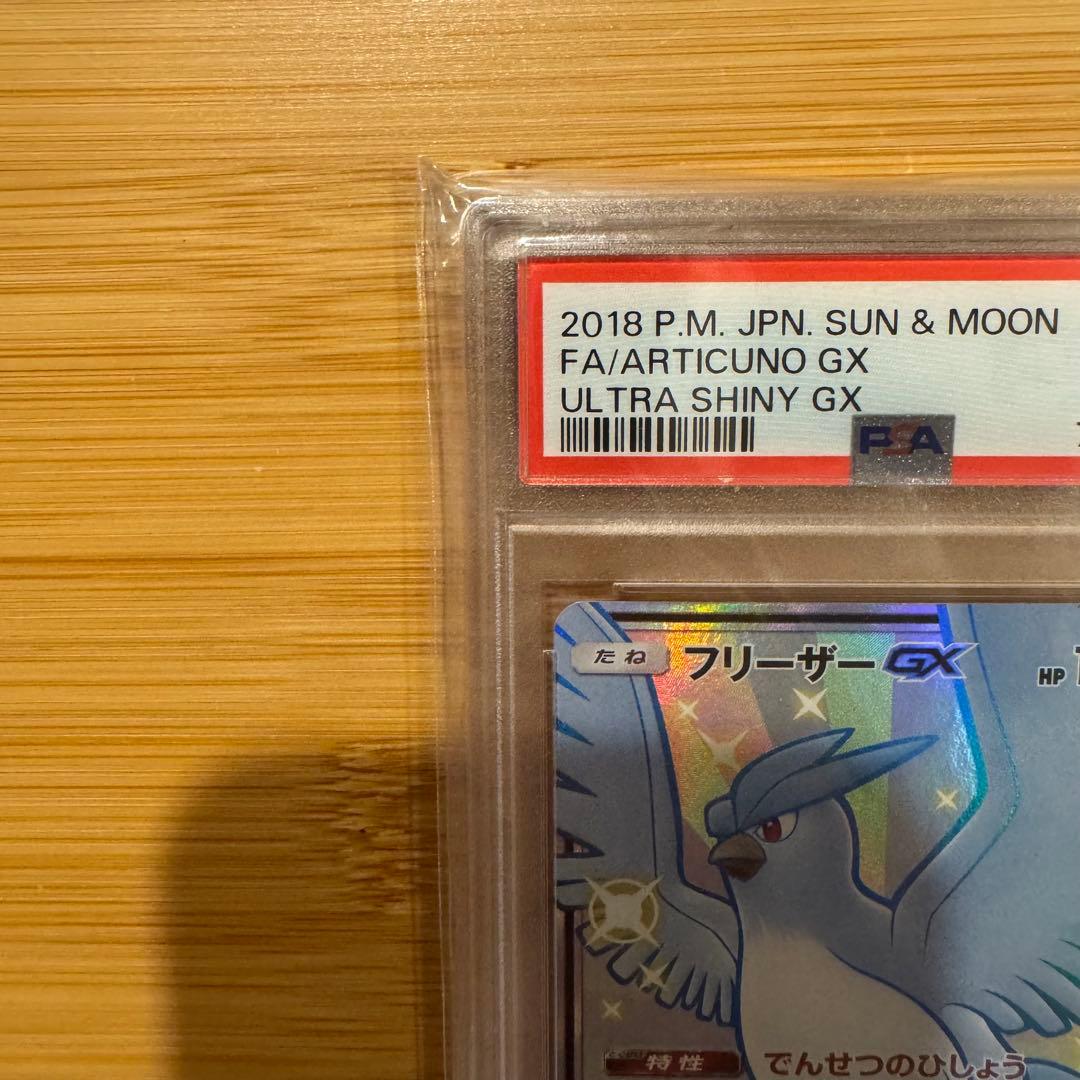 2018 P.M. JPN. SUN & MOON
FA/ARTICUNO GX
ULTRA SHINY GX
PSA
たね フリーザーGX HP
特性 でんせつのひしょう